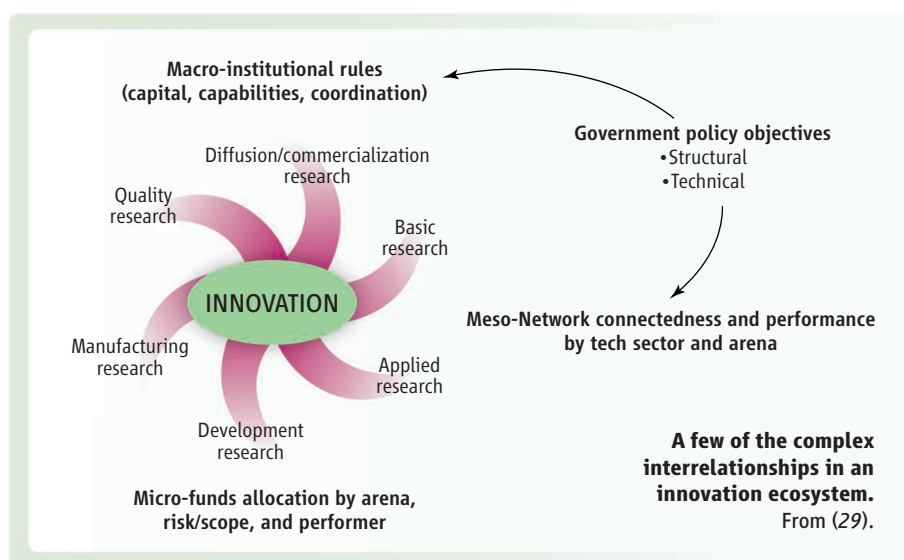 Macro-institutional rules
(capital, capabilities, coordination)
Government policy objectives
•Structural
•Technical
Diffusion/commercialization
research
Quality
research
Basic
research
INNOVATION
Meso-Network connectedness and performance
by tech sector and arena
Manufacturing
research
Applied
research
Development
research
Micro-funds allocation by arena,
risk/scope, and performer
A few of the complex
interrelationships in an
innovation ecosystem.
From (29).